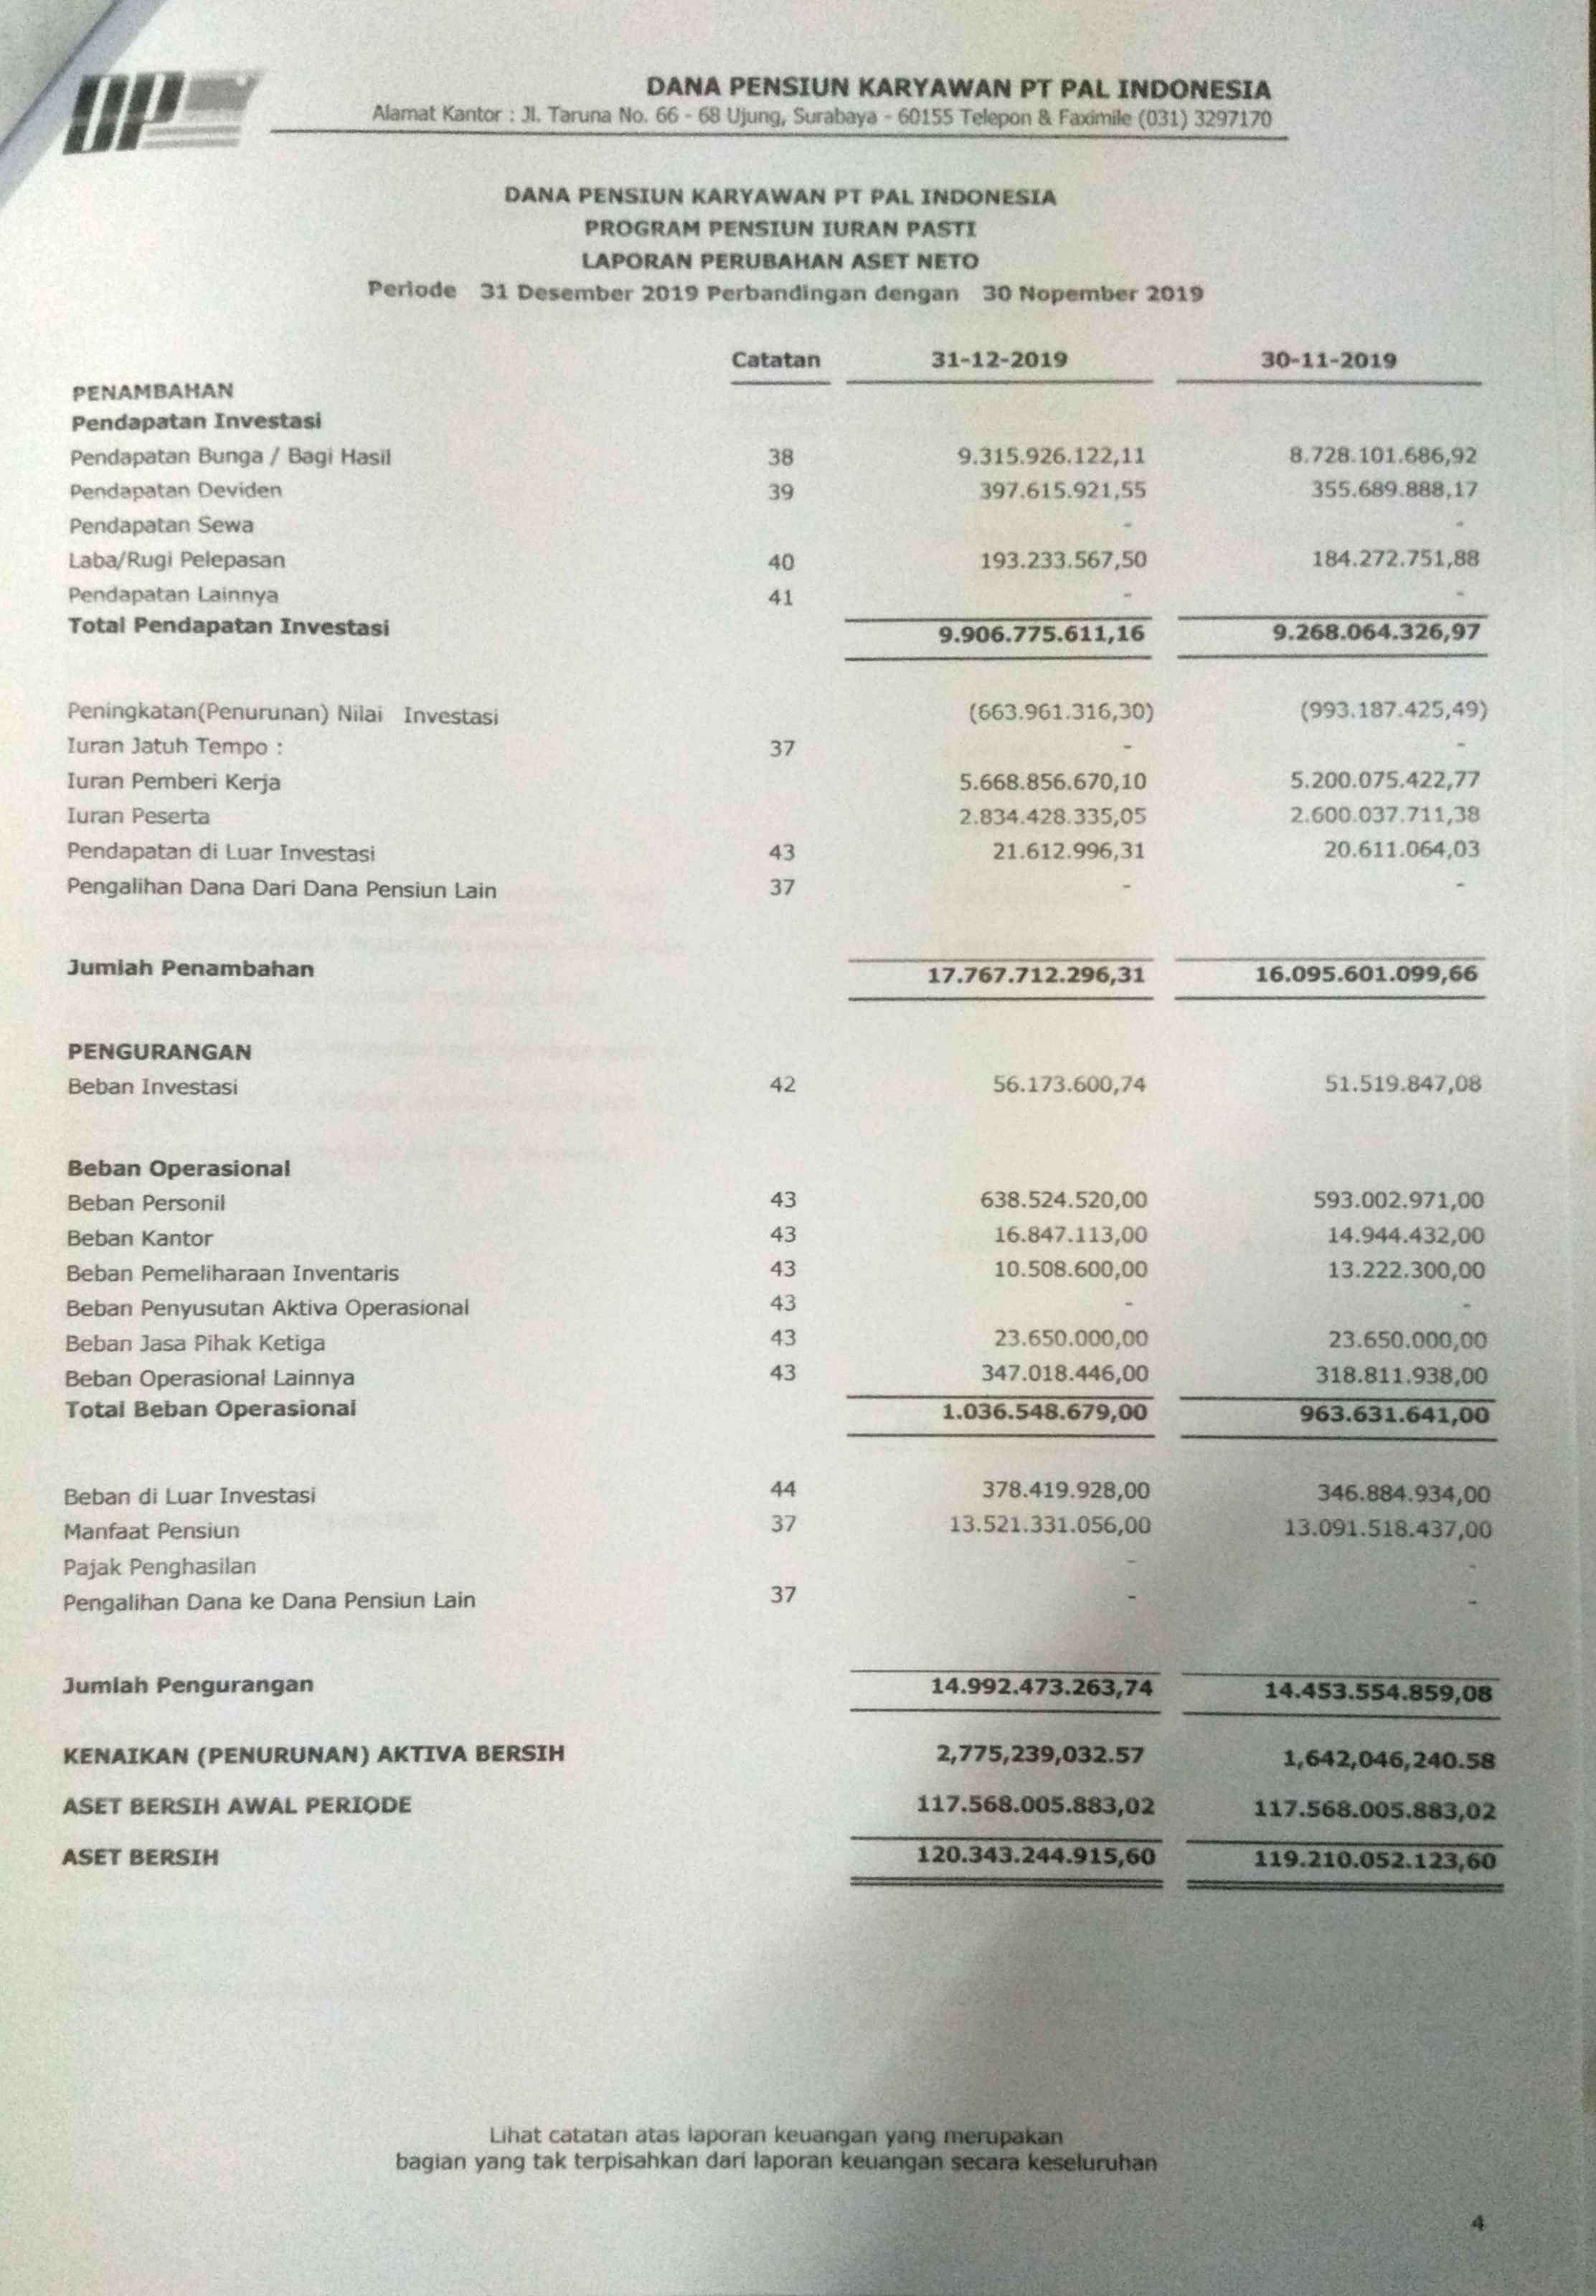 DP
DANA PENSIUN KARYAWAN PT PAL INDONESIA
Alamat Kantor : Jl. Taruna No. 66 - 68 Ujung, Surabaya - 60155 Telepon & Faximile (031) 3297170
DANA PENSIUN KARYAWAN PT PAL INDONESIA
PROGRAM PENSIUN IURAN PASTI
LAPORAN PERUBAHAN ASET NETO
Periode 31 Desember 2019 Perbandingan dengan 30 Nopember 2019
Catatan 31-12-2019 30-11-2019
PENAMBAHAN
Pendapatan Investasi
Pendapatan Bunga / Bagi Hasil 38 9.315.926.122,11 8.728.101.686,92
Pendapatan Deviden 39 397.615.921,55 355.689.888,17
Pendapatan Sewa - -
Laba/Rugi Pelepasan 40 193.233.567,50 184.272.751,88
Pendapatan Lainnya 41 - -
Total Pendapatan Investasi 9.906.775.611,16 9.268.064.326,97
Peningkatan(Penurunan) Nilai Investasi (663.961.316,30) (993.187.425,49)
Iuran Jatuh Tempo : 37 - -
Iuran Pemberi Kerja 5.668.856.670,10 5.200.075.422,77
Iuran Peserta 2.834.428.335,05 2.600.037.711,38
Pendapatan di Luar Investasi 43 21.612.996,31 20.611.064,03
Pengalihan Dana Dari Dana Pensiun Lain 37 - -
Jumlah Penambahan 17.767.712.296,31 16.095.601.099,66
PENGURANGAN
Beban Investasi 42 56.173.600,74 51.519.847,08
Beban Operasional
Beban Personil 43 638.524.520,00 593.002.971,00
Beban Kantor 43 16.847.113,00 14.944.432,00
Beban Pemeliharaan Inventaris 43 10.508.600,00 13.222.300,00
Beban Penyusutan Aktiva Operasional 43 - -
Beban Jasa Pihak Ketiga 43 23.650.000,00 23.650.000,00
Beban Operasional Lainnya 43 347.018.446,00 318.811.938,00
Total Beban Operasional 1.036.548.679,00 963.631.641,00
Beban di Luar Investasi 44 378.419.928,00 346.884.934,00
Manfaat Pensiun 37 13.521.331.056,00 13.091.518.437,00
Pajak Penghasilan - -
Pengalihan Dana ke Dana Pensiun Lain 37 - -
Jumlah Pengurangan 14.992.473.263,74 14.453.554.859,08
KENAIKAN (PENURUNAN) AKTIVA BERSIH 2,775,239,032.57 1,642,046,240.58
ASET BERSIH AWAL PERIODE 117.568.005.883,02 117.568.005.883,02
ASET BERSIH 120.343.244.915,60 119.210.052.123,60
Lihat catatan atas laporan keuangan yang merupakan
bagian yang tak terpisahkan dari laporan keuangan secara keseluruhan
4